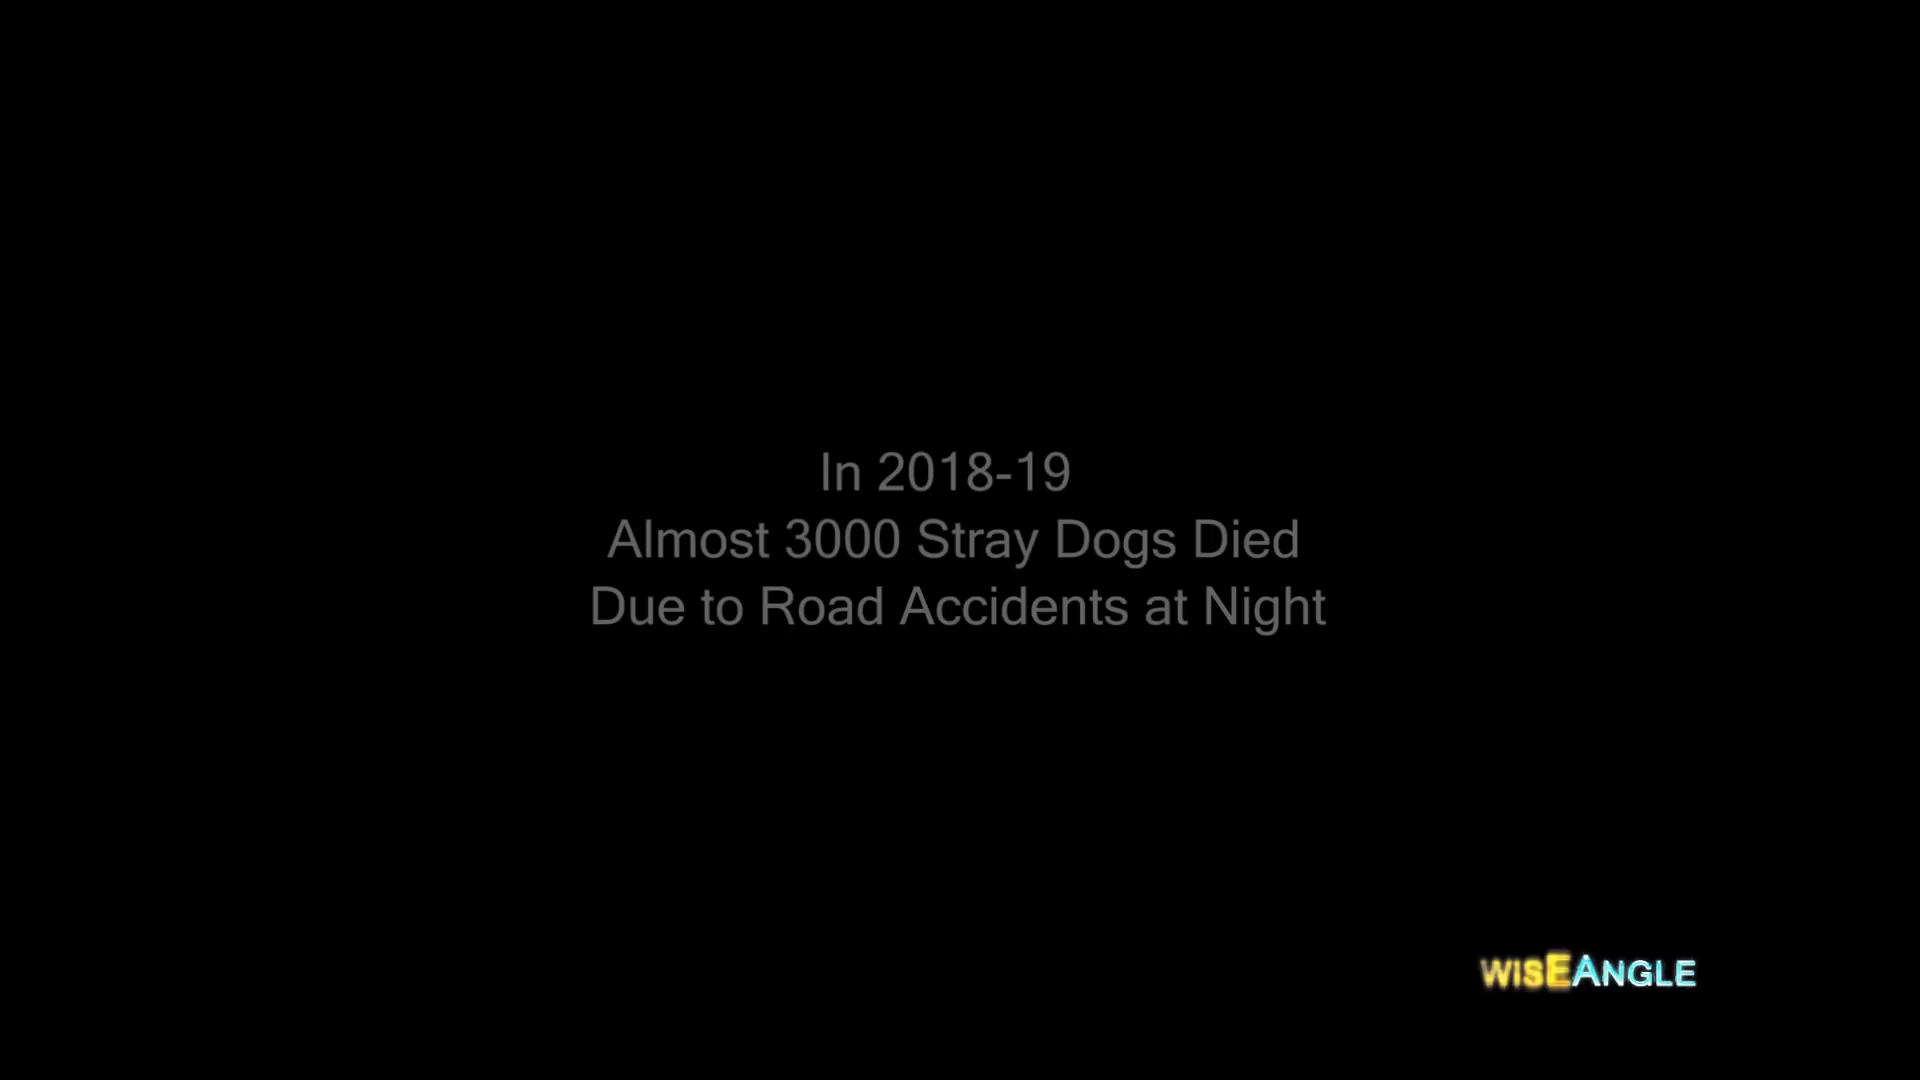 In 2018-19
Almost 3000 Stray Dogs Died
Due to Road Accidents at Night
WISEANGLE